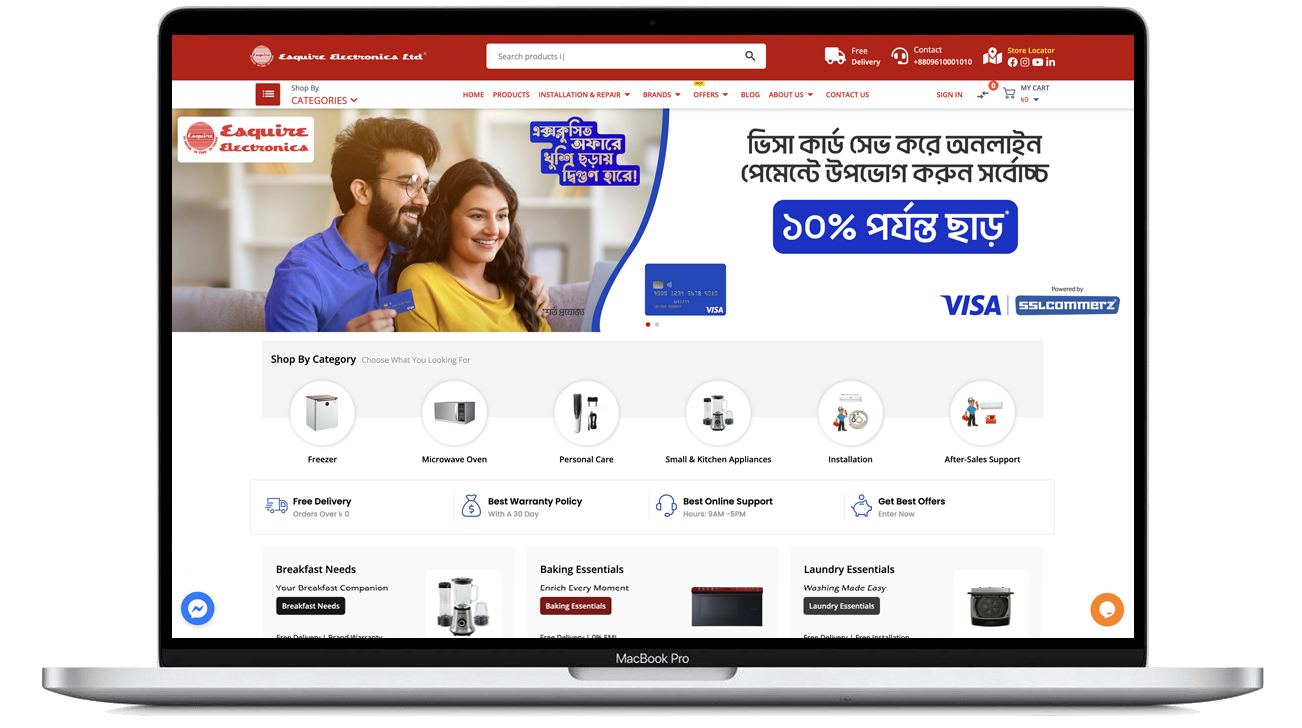 Esquire Electronics Ltd®
Search products i|
Free
Delivery
Contact
+8809610001010
Store Locator
Shop By
CATEGORIES
HOME PRODUCTS INSTALLATION & REPAIR BRANDS OFFERS BLOG ABOUT US CONTACT US
HOT
SIGN IN
0
MY CART
৳0
Esquire
Electronics
এক্সক্লুসিভ
অফারে
খুশি ছড়ায়
দ্বিগুণ হারে!
ভিসা কার্ড সেভ করে অনলাইন
পেমেন্টে উপভোগ করুন সর্বোচ্চ
১০% পর্যন্ত ছাড়*
VISA
*শর্ত প্রযোজ্য
Powered by
VISA | SSLCOMMERZ
Shop By Category Choose What You Looking For
Freezer
Microwave Oven
Personal Care
Small & Kitchen Appliances
Installation
After-Sales Support
Free Delivery
Orders Over ৳ 0
Best Warranty Policy
With A 30 Day
Best Online Support
Hours: 9AM -5PM
Get Best Offers
Enter Now
Breakfast Needs
Your Breakfast Companion
Breakfast Needs
Free Delivery | Brand Warranty
Baking Essentials
Enrich Every Moment
Baking Essentials
Free Delivery | 0% EMI
Laundry Essentials
Washing Made Easy
Laundry Essentials
Free Delivery | Free Installation
MacBook Pro